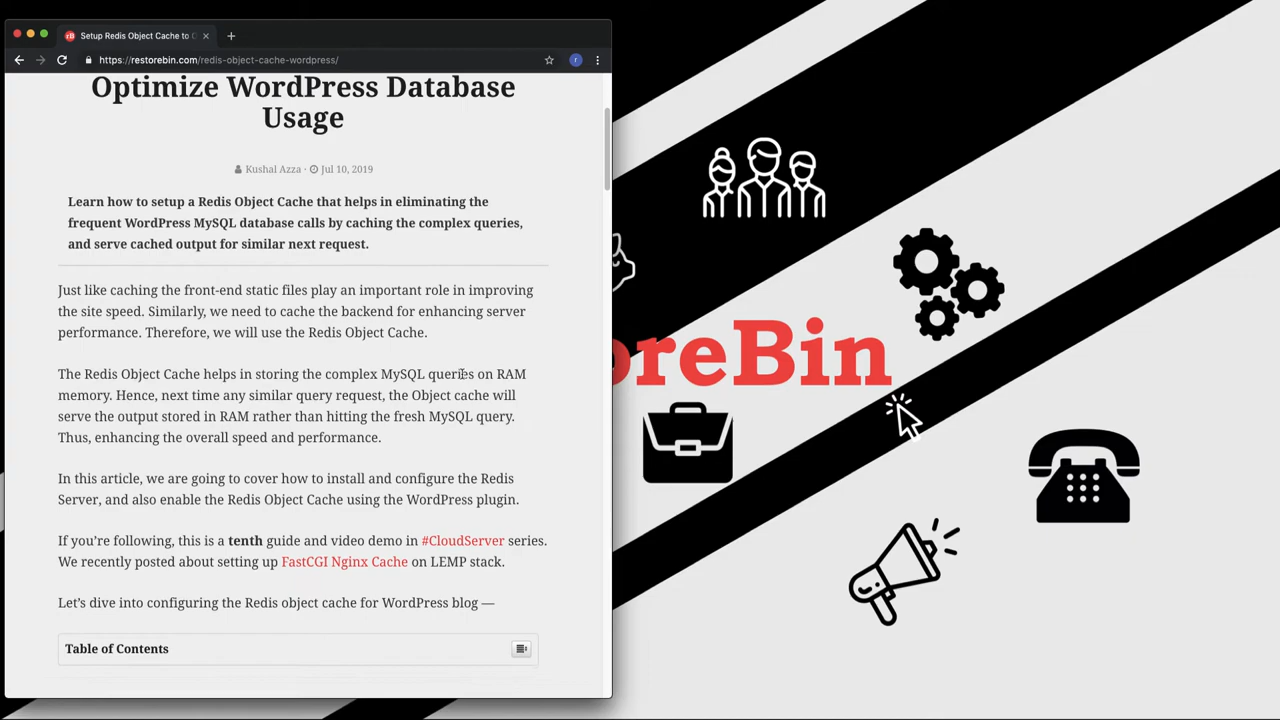 rB Setup Redis Object Cache to O
https://restorebin.com/redis-object-cache-wordpress/
r
Optimize WordPress Database
Usage
Kushal Azza · Jul 10, 2019
Learn how to setup a Redis Object Cache that helps in eliminating the
frequent WordPress MySQL database calls by caching the complex queries,
and serve cached output for similar next request.
Just like caching the front-end static files play an important role in improving
the site speed. Similarly, we need to cache the backend for enhancing server
performance. Therefore, we will use the Redis Object Cache.
The Redis Object Cache helps in storing the complex MySQL queries on RAM
memory. Hence, next time any similar query request, the Object cache will
serve the output stored in RAM rather than hitting the fresh MySQL query.
Thus, enhancing the overall speed and performance.
In this article, we are going to cover how to install and configure the Redis
Server, and also enable the Redis Object Cache using the WordPress plugin.
If you’re following, this is a tenth guide and video demo in #CloudServer series.
We recently posted about setting up FastCGI Nginx Cache on LEMP stack.
Let’s dive into configuring the Redis object cache for WordPress blog —
Table of Contents
oreBin